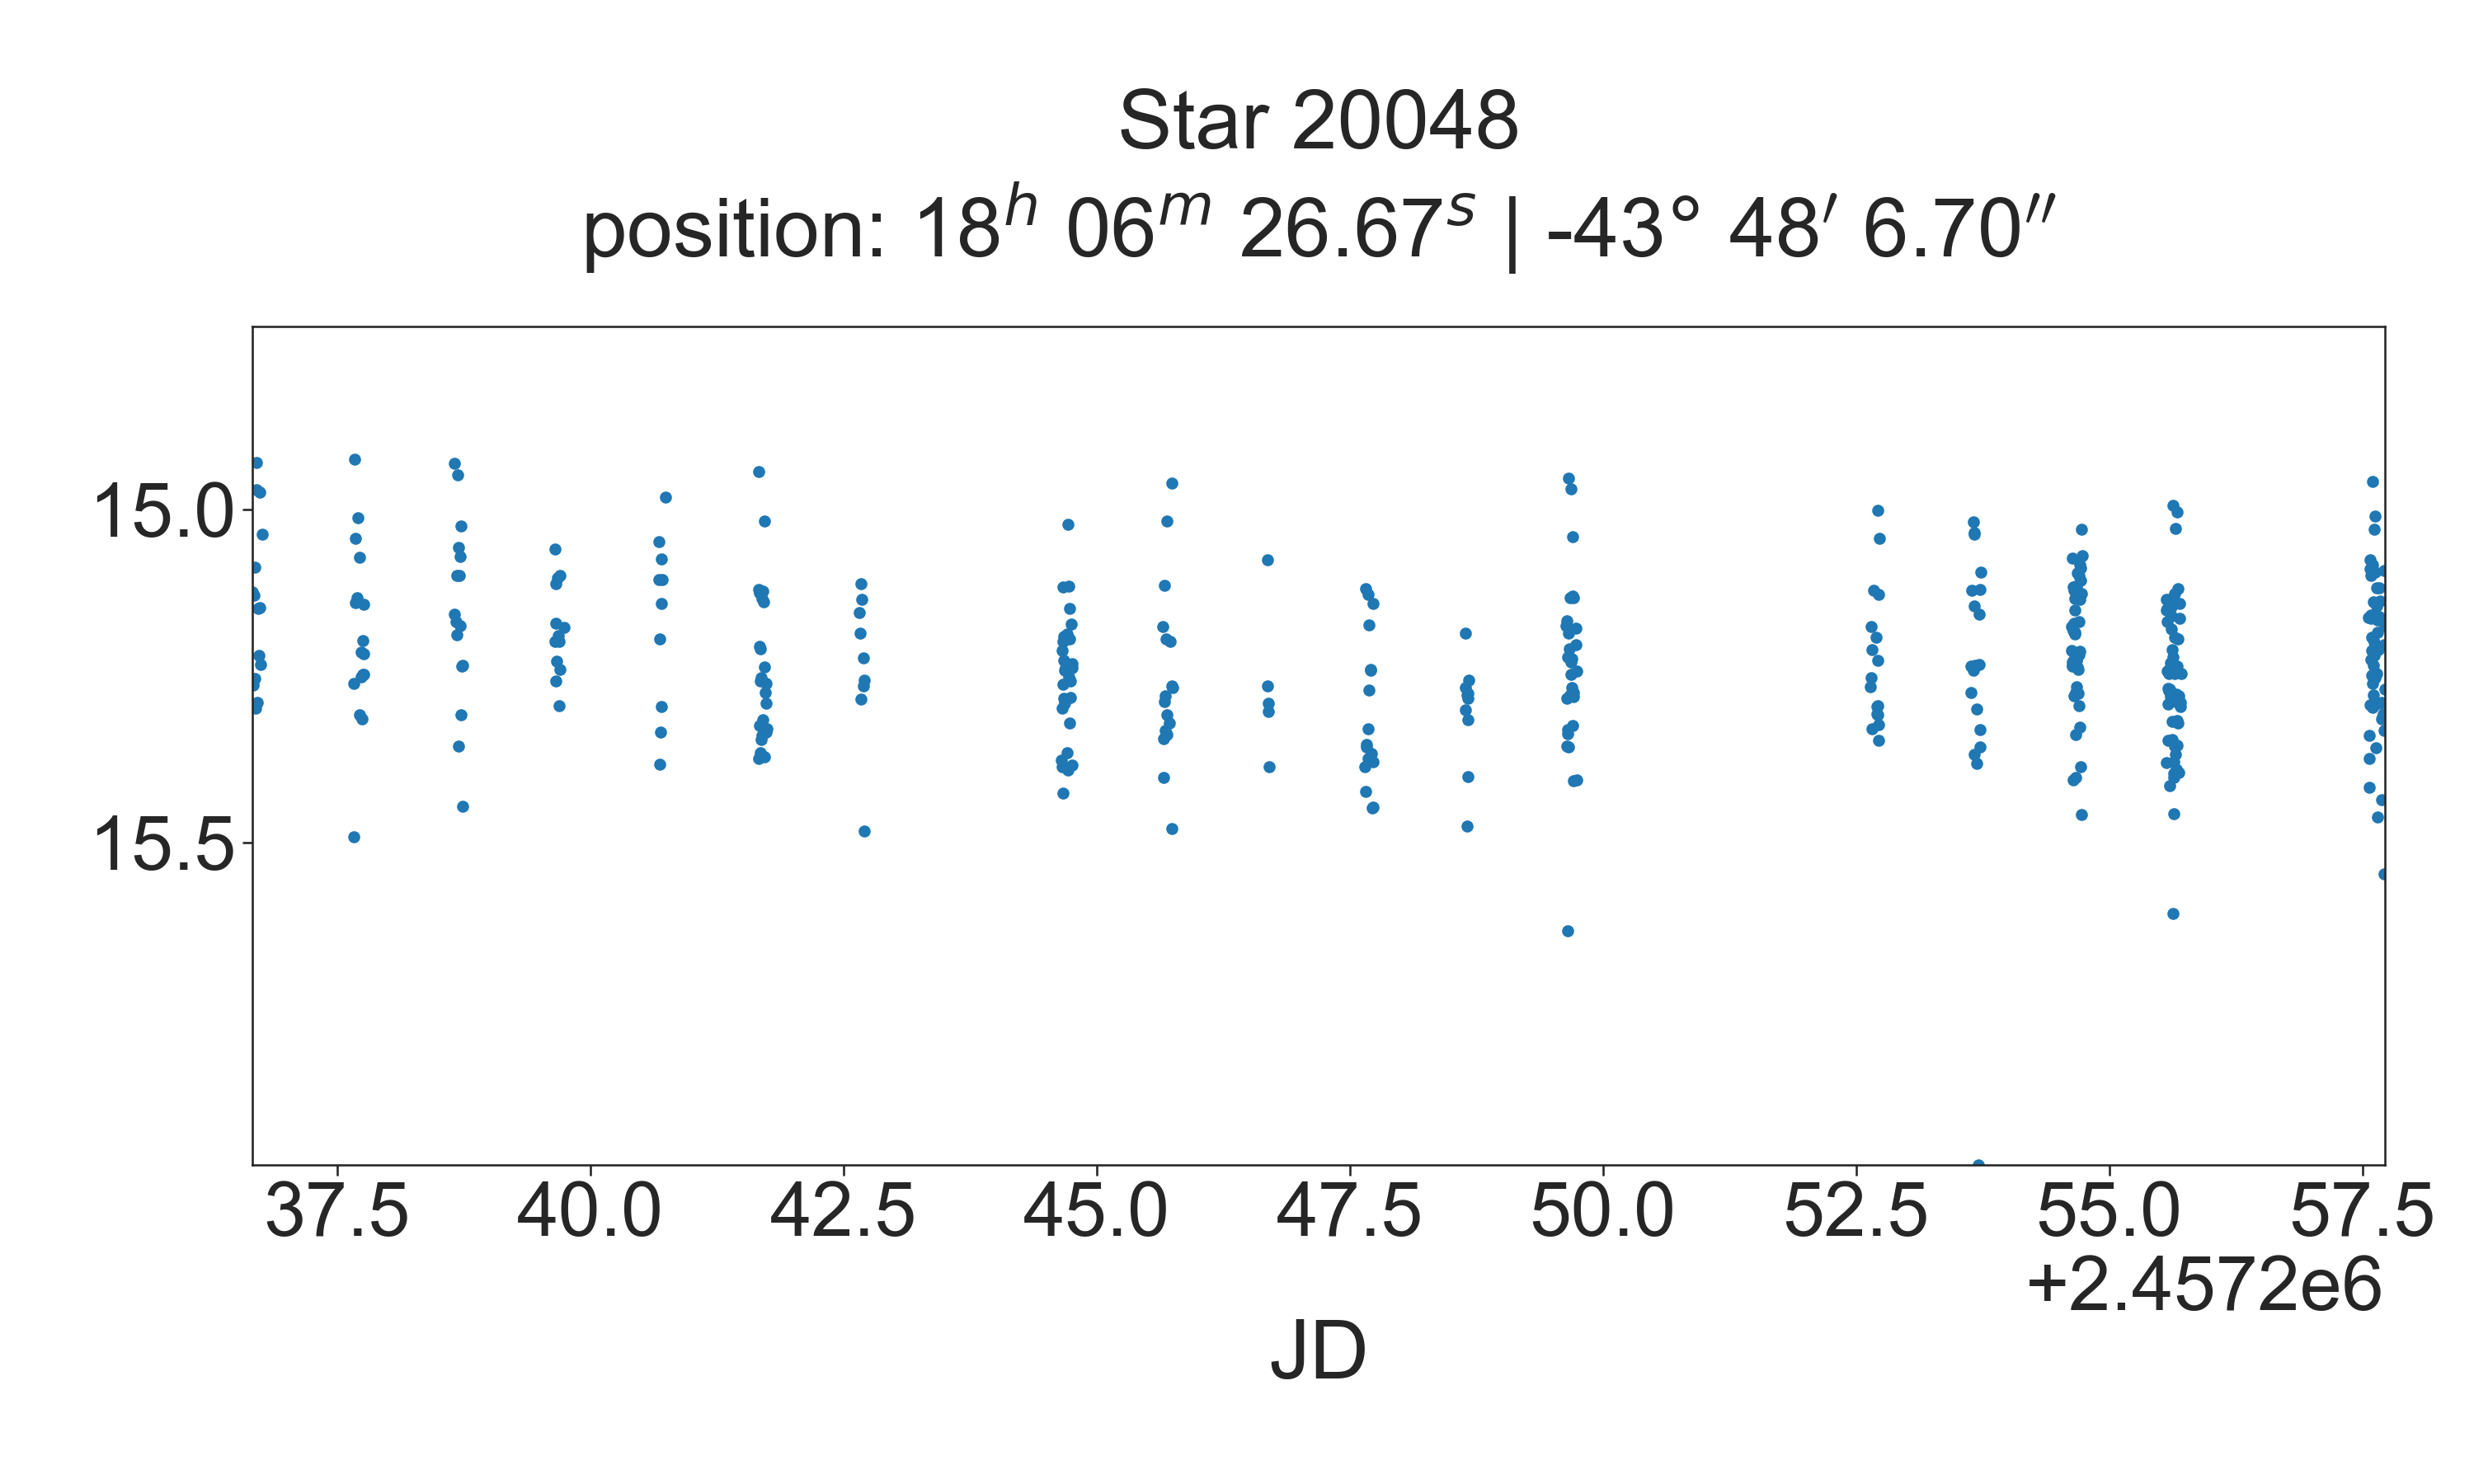 Star 20048
position: 18ʰ 06ᵐ 26.67ˢ | -43° 48′ 6.70′′
15.0
15.5
37.5 40.0 42.5 45.0 47.5 50.0 52.5 55.0 57.5
+2.4572e6
JD